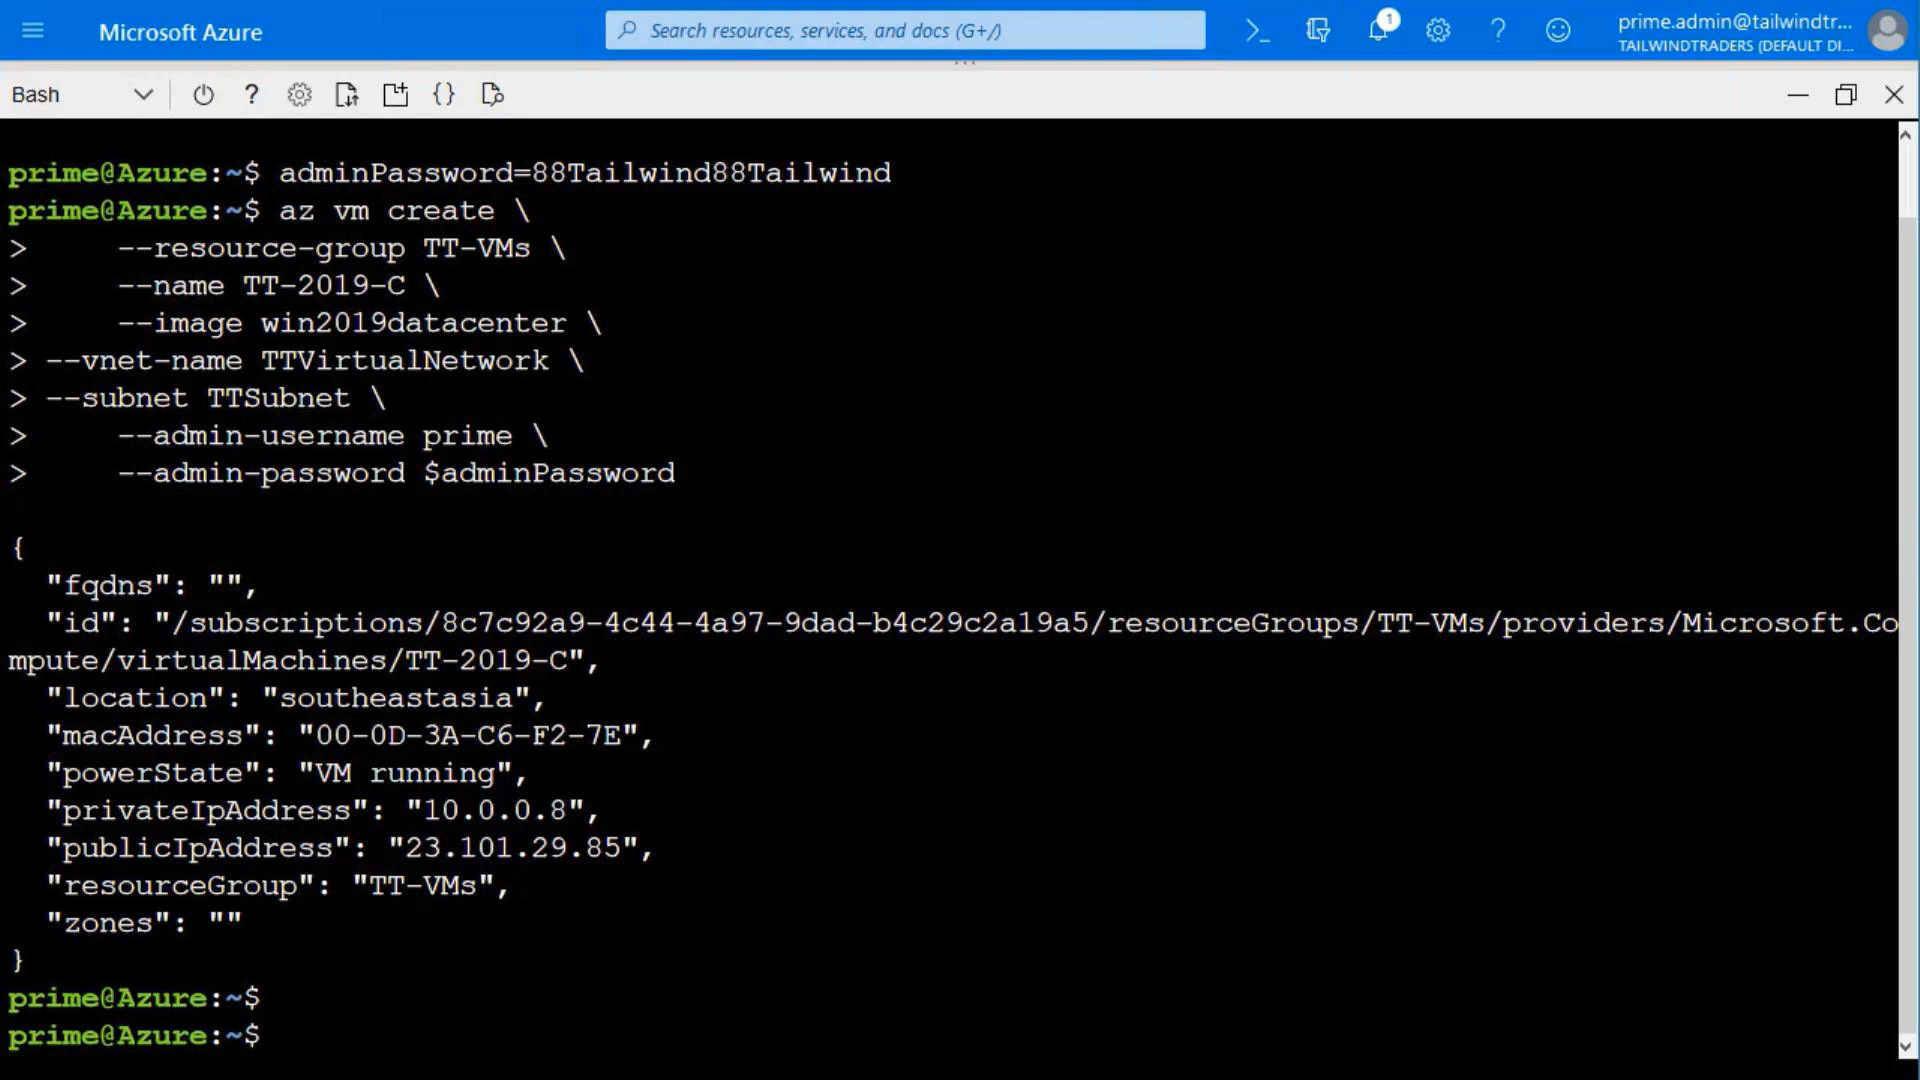 Microsoft Azure
Search resources, services, and docs (G+/)
1
prime.admin@tailwindtr...
TAILWINDTRADERS (DEFAULT DI...
Bash
prime@Azure:~$ adminPassword=88Tailwind88Tailwind
prime@Azure:~$ az vm create \
>     --resource-group TT-VMs \
>     --name TT-2019-C \
>     --image win2019datacenter \
> --vnet-name TTVirtualNetwork \
> --subnet TTSubnet \
>     --admin-username prime \
>     --admin-password $adminPassword
{
  "fqdns": "",
  "id": "/subscriptions/8c7c92a9-4c44-4a97-9dad-b4c29c2a19a5/resourceGroups/TT-VMs/providers/Microsoft.Co
mpute/virtualMachines/TT-2019-C",
  "location": "southeastasia",
  "macAddress": "00-0D-3A-C6-F2-7E",
  "powerState": "VM running",
  "privateIpAddress": "10.0.0.8",
  "publicIpAddress": "23.101.29.85",
  "resourceGroup": "TT-VMs",
  "zones": ""
}
prime@Azure:~$
prime@Azure:~$